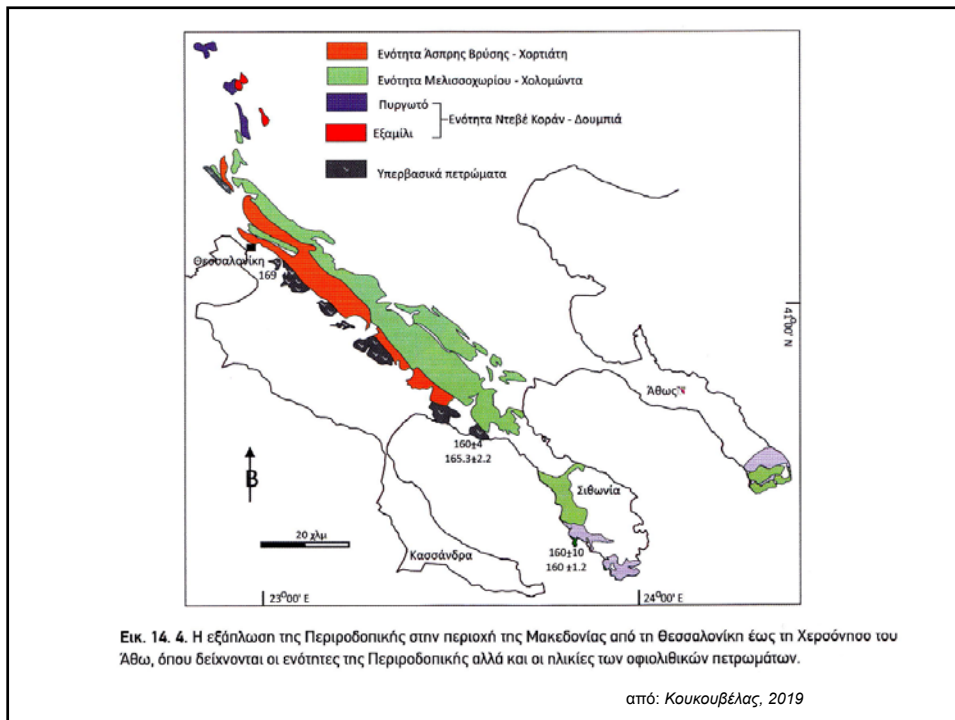 Ενότητα Άσπρης Βρύσης - Χορτιάτη
Ενότητα Μελισσοχωρίου - Χολομώντα
Πυργωτό
Ενότητα Ντεβέ Κοράν - Δουμπιά
Εξαμίλι
Υπερβασικά πετρώματα
Θεσσαλονίκη
169
41°00' N
Άθως
160±4
165.3±2.2
Β
Σιθωνία
20 χλμ
Κασσάνδρα
160±10
160 ±1.2
23°00' E
24°00' E
Εικ. 14. 4. Η εξάπλωση της Περιροδοπικής στην περιοχή της Μακεδονίας από τη Θεσσαλονίκη έως τη Χερσόνησο του
Άθω, όπου δείχνονται οι ενότητες της Περιροδοπικής αλλά και οι ηλικίες των οφιολιθικών πετρωμάτων.
από: Κουκουβέλας, 2019